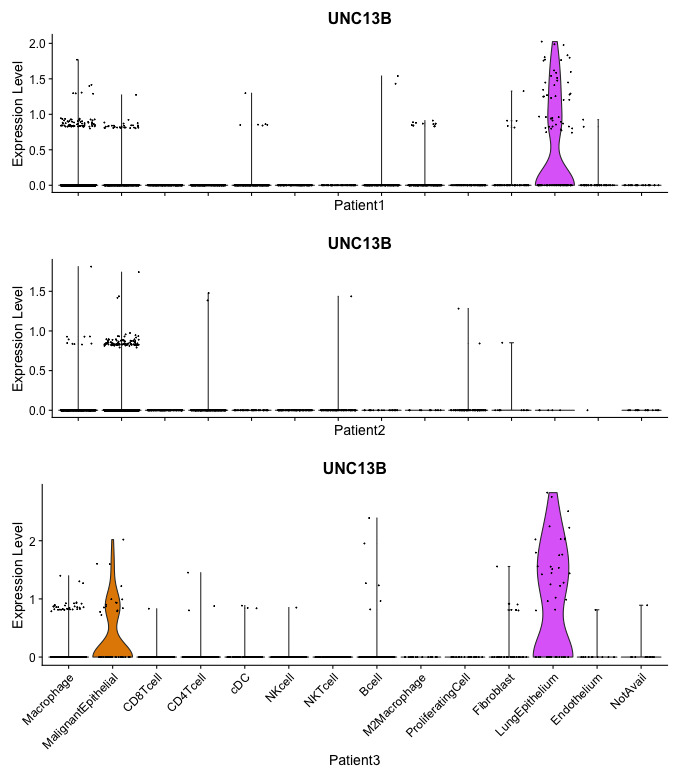 UNC13B
Expression Level
2.0
1.5
1.0
0.5
0.0
Patient1
UNC13B
Expression Level
1.5
1.0
0.5
0.0
Patient2
UNC13B
Expression Level
2
1
0
Macrophage
MalignantEpithelial
CD8Tcell
CD4Tcell
cDC
NKcell
NKTcell
Bcell
M2Macrophage
ProliferatingCell
Fibroblast
LungEpithelium
Endothelium
NotAvail
Patient3